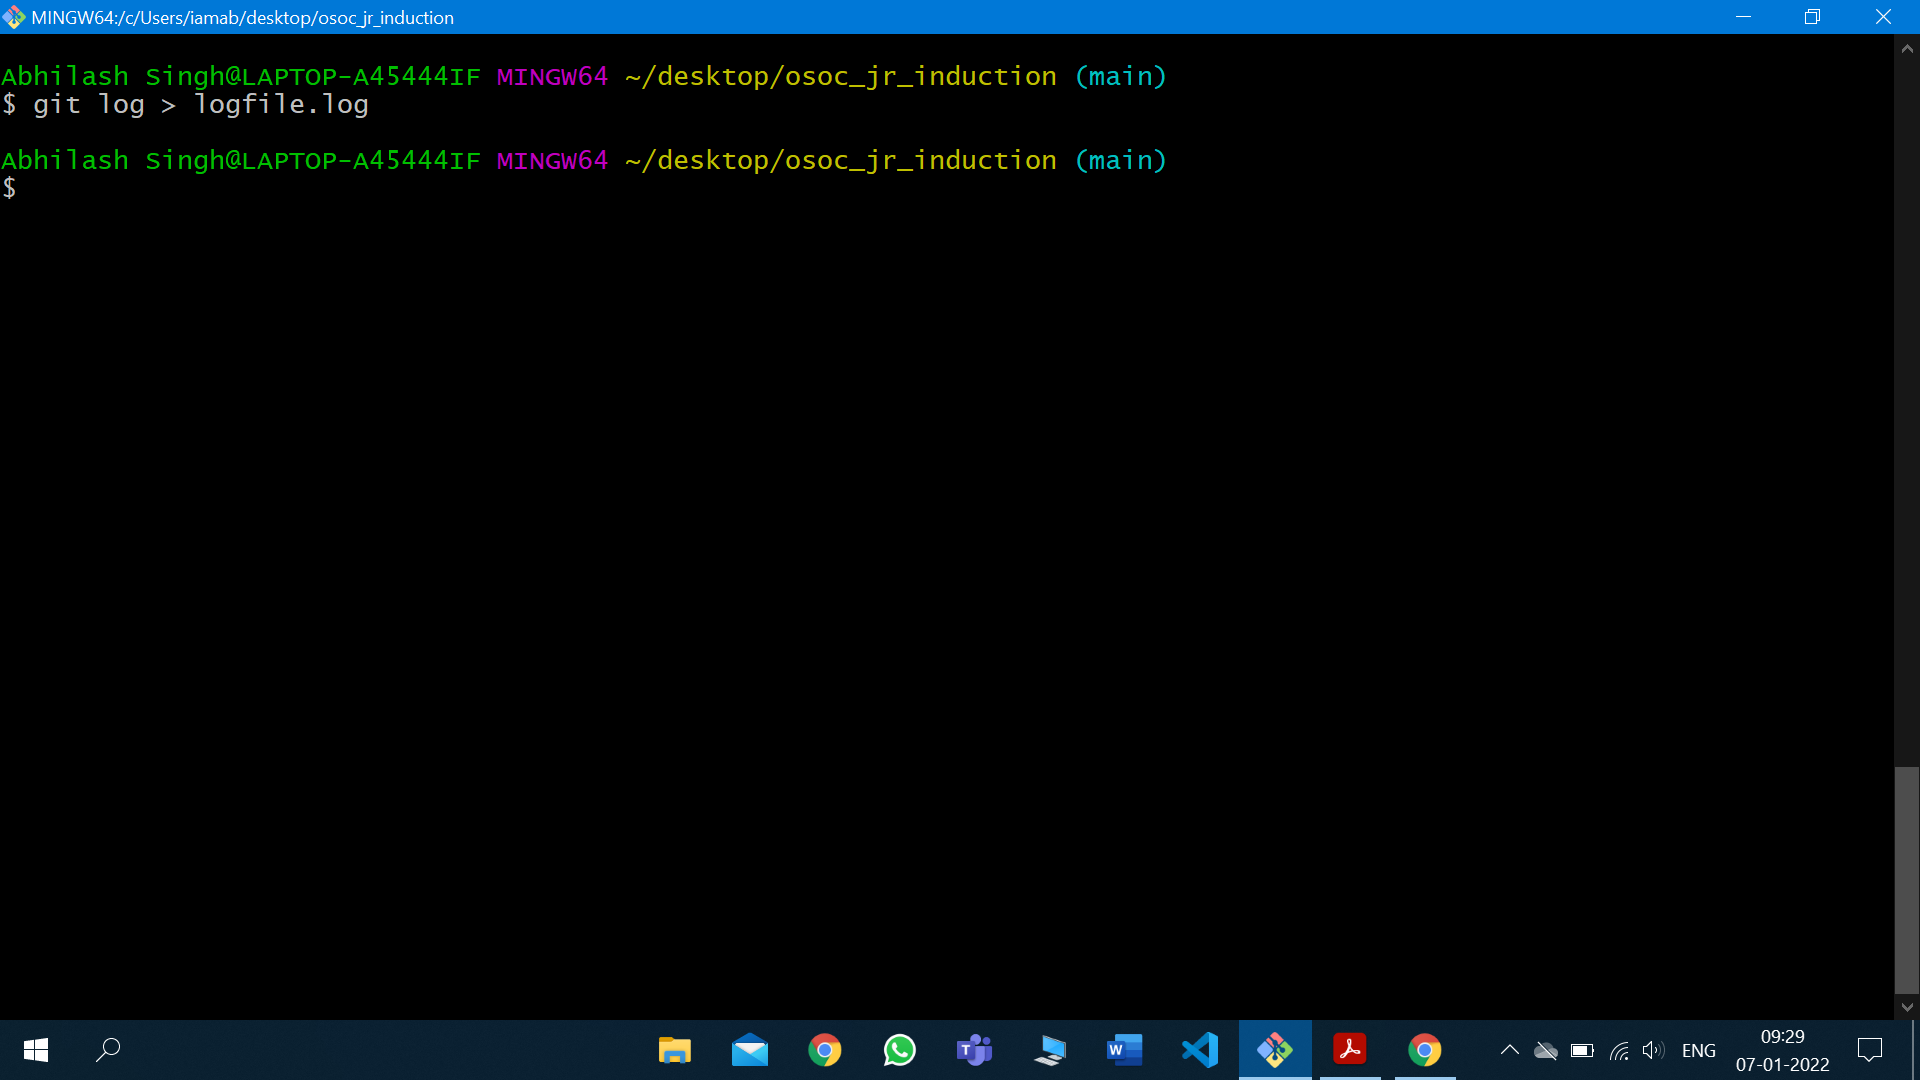 MINGW64:/c/Users/iamab/desktop/osoc_jr_induction
Abhilash Singh@LAPTOP-A45444IF MINGW64 ~/desktop/osoc_jr_induction (main)
$ git log > logfile.log
Abhilash Singh@LAPTOP-A45444IF MINGW64 ~/desktop/osoc_jr_induction (main)
$
T
W
ENG
09:29
07-01-2022